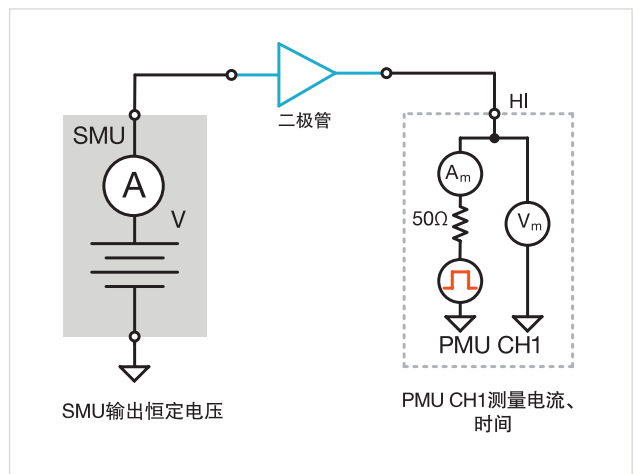 HI
二极管
SMU
A
V
Am
50Ω
Vm
PMU CH1
SMU输出恒定电压
PMU CH1测量电流、
时间